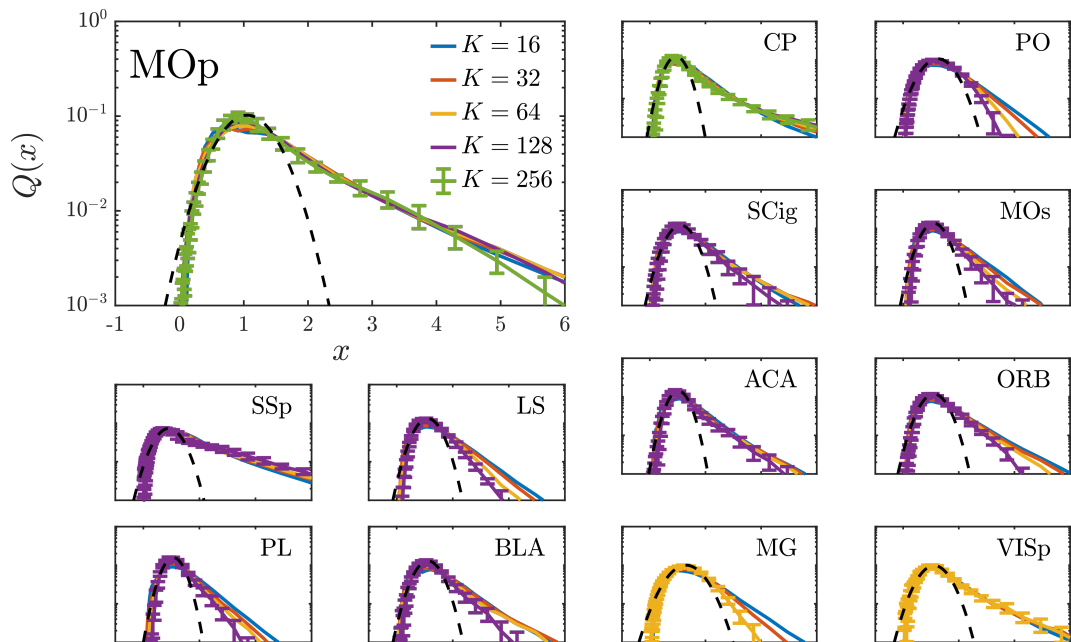 10^0
10^{-1}
10^{-2}
10^{-3}
Q(x)
MOp
K = 16
K = 32
K = 64
K = 128
K = 256
-1 0 1 2 3 4 5 6
x
CP
PO
SCig
MOs
ACA
ORB
SSp
LS
PL
BLA
MG
VISp